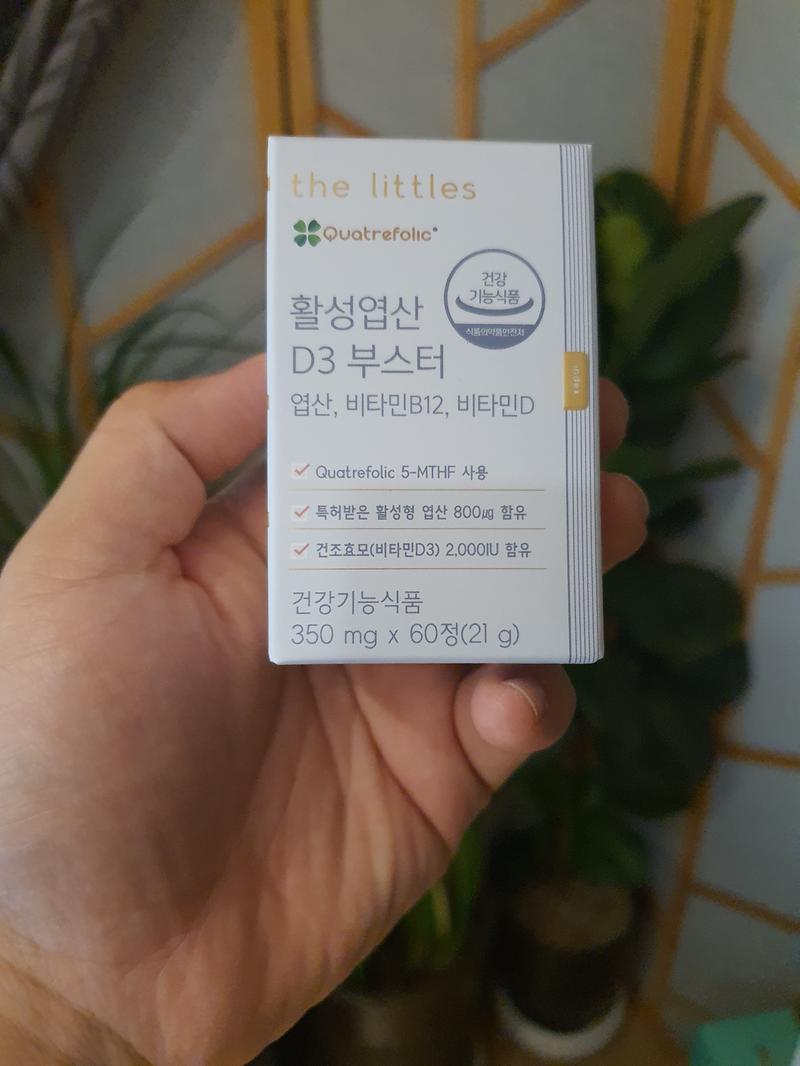 the littles
Quatrefolic®
건강
기능식품
식품의약품안전처
활성엽산
D3 부스터
엽산, 비타민B12, 비타민D
Quatrefolic 5-MTHF 사용
특허받은 활성형 엽산 800㎍ 함유
건조효모(비타민D3) 2,000IU 함유
건강기능식품
350 mg x 60정(21 g)